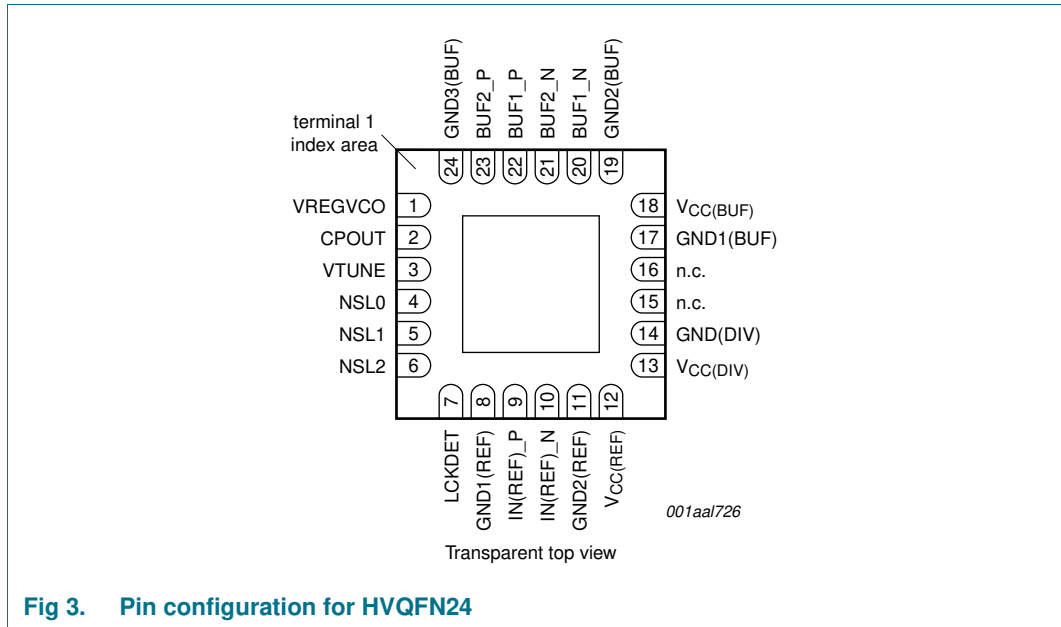 GND3(BUF)
BUF2_P
BUF1_P
BUF2_N
BUF1_N
GND2(BUF)
terminal 1
index area
24
23
22
21
20
19
VREGVCO 1
CPOUT 2
VTUNE 3
NSL0 4
NSL1 5
NSL2 6
18 VCC(BUF)
17 GND1(BUF)
16 n.c.
15 n.c.
14 GND(DIV)
13 VCC(DIV)
7
8
9
10
11
12
LCKDET
GND1(REF)
IN(REF)_P
IN(REF)_N
GND2(REF)
VCC(REF)
001aal726
Transparent top view
Fig 3. Pin configuration for HVQFN24